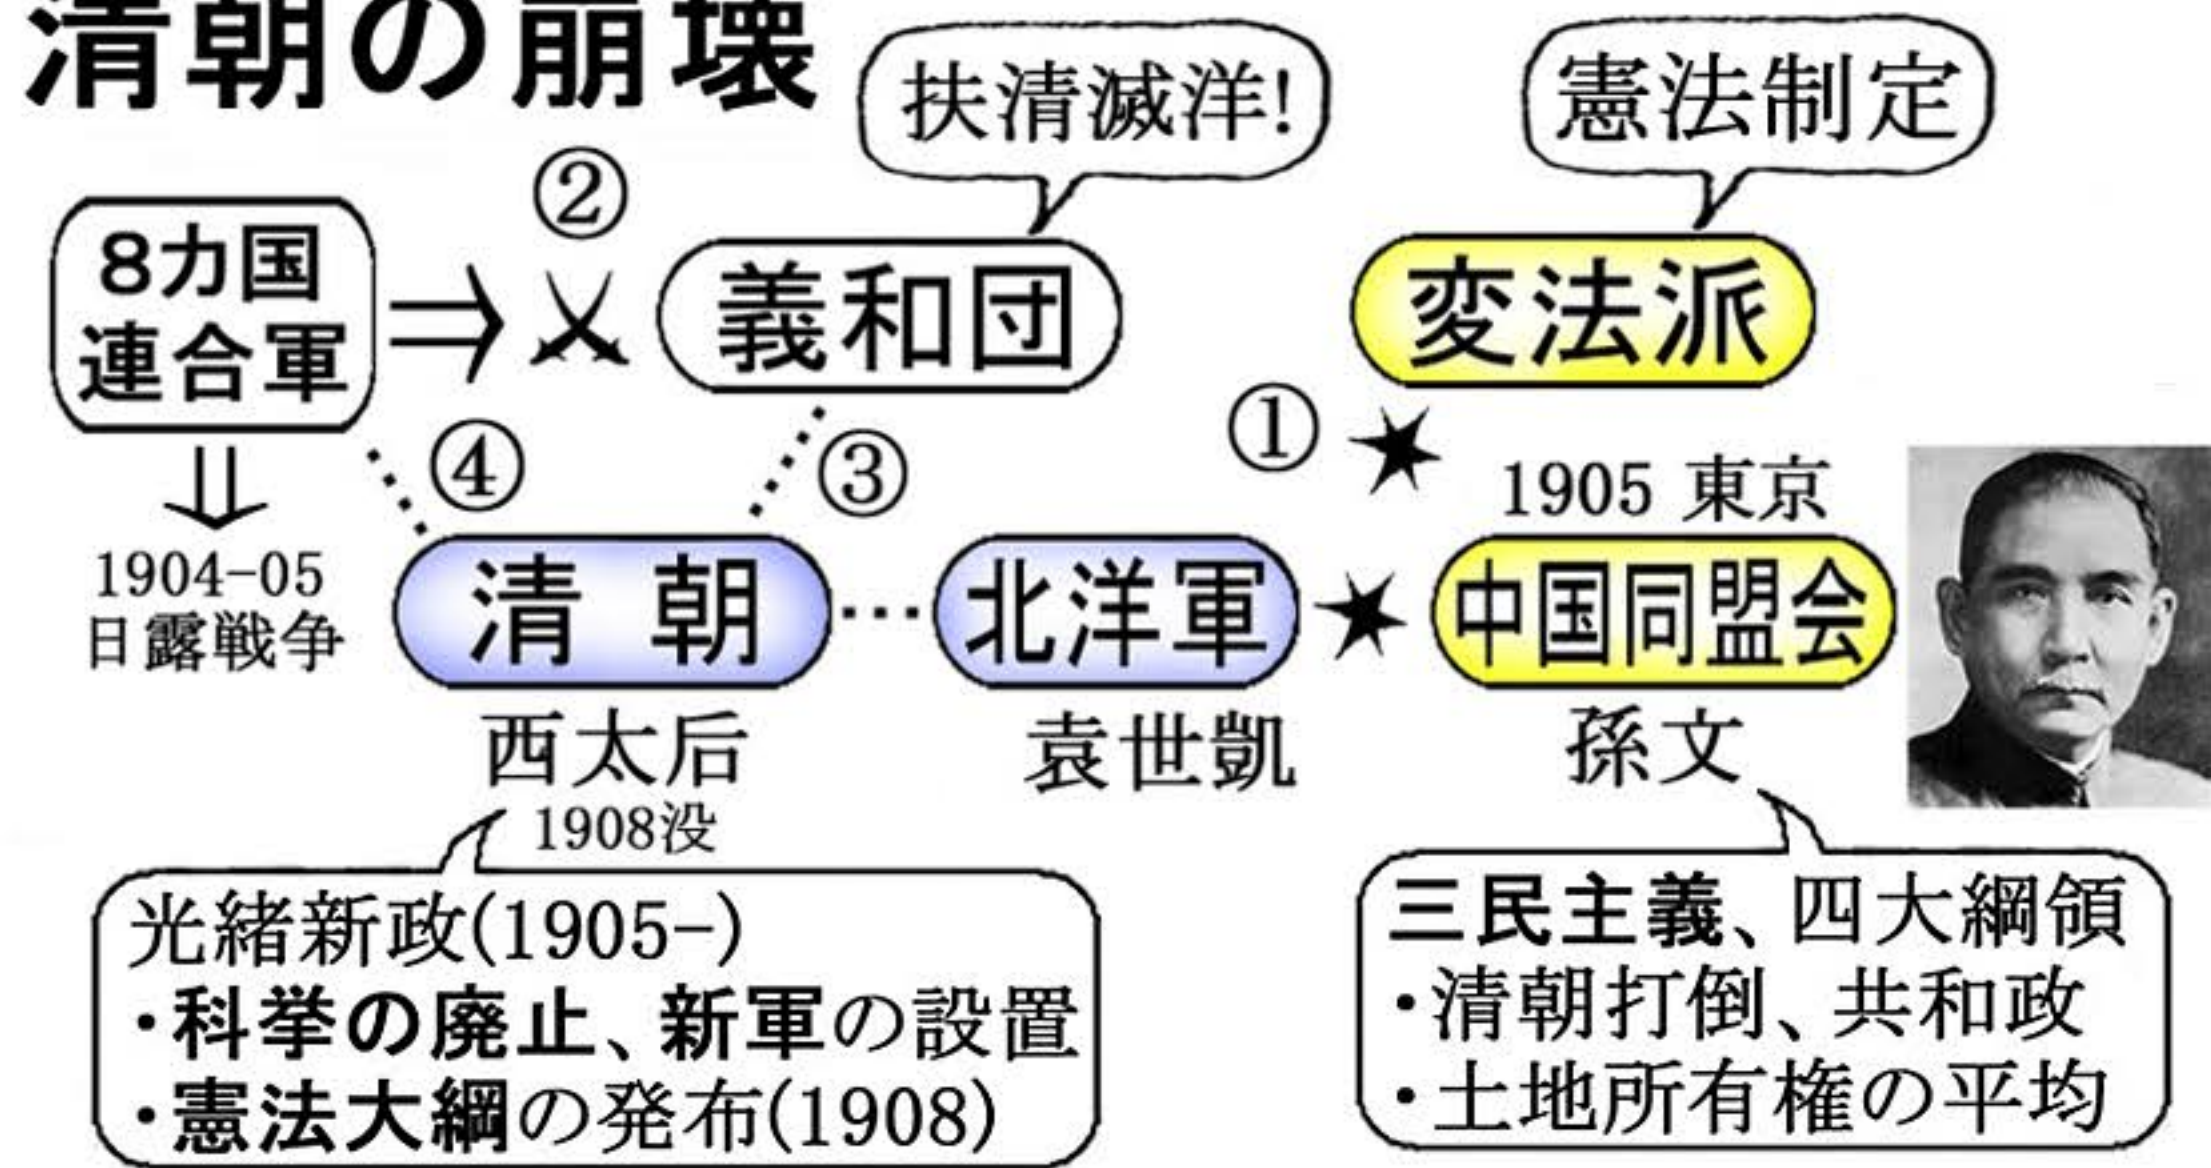 清朝の崩壊
扶清滅洋!
憲法制定
②
8カ国
連合軍
義和団
変法派
①
④
③
1905 東京
1904-05
日露戦争
清 朝
北洋軍
中国同盟会
西太后
1908没
袁世凱
孫文
光緒新政(1905-)
・科挙の廃止、新軍の設置
・憲法大綱の発布(1908)
三民主義、四大綱領
・清朝打倒、共和政
・土地所有権の平均